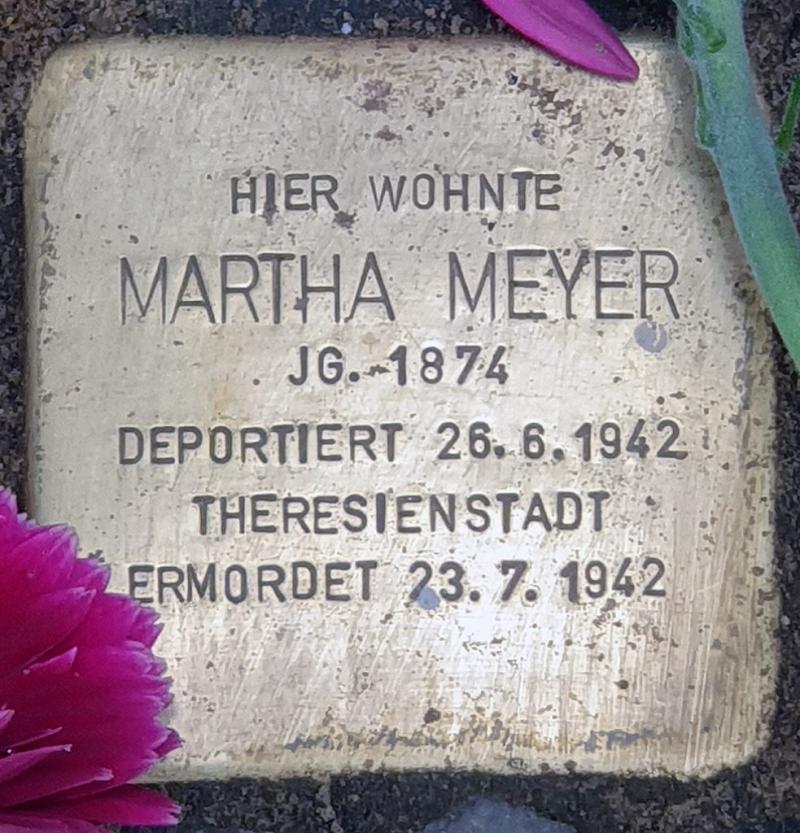 HIER WOHNTE
MARTHA MEYER
JG. 1874
DEPORTIERT 26.6.1942
THERESIENSTADT
ERMORDET 23.7.1942